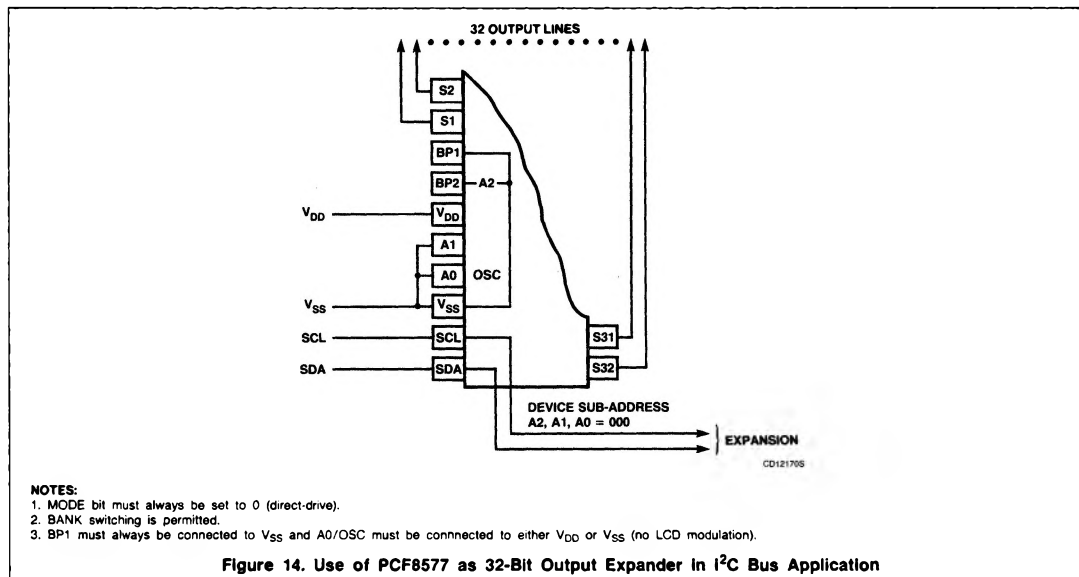 32 OUTPUT LINES
S2
S1
BP1
BP2 A2
VDD VDD
A1
A0 OSC
VSS VSS
SCL SCL
SDA SDA
S31
S32
DEVICE SUB-ADDRESS
A2, A1, A0 = 000
EXPANSION
CD12170S
NOTES:
1. MODE bit must always be set to 0 (direct-drive).
2. BANK switching is permitted.
3. BP1 must always be connected to VSS and A0/OSC must be connnected to either VDD or VSS (no LCD modulation).
Figure 14. Use of PCF8577 as 32-Bit Output Expander in I²C Bus Application